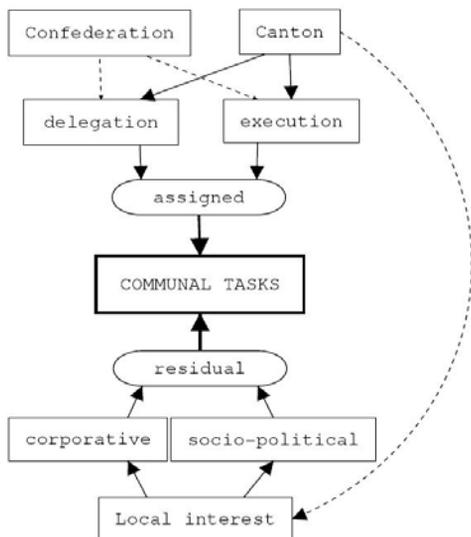 Confederation
Canton
delegation
execution
assigned
COMMUNAL TASKS
residual
corporative
socio-political
Local interest